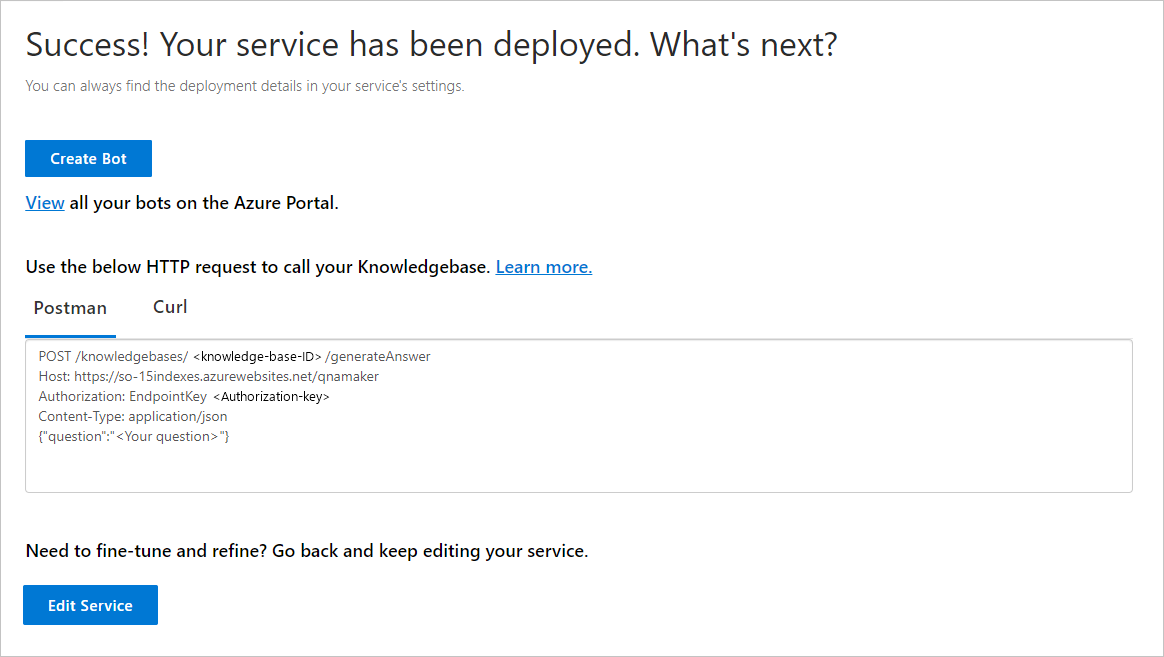 Success! Your service has been deployed. What's next?
You can always find the deployment details in your service's settings.
Create Bot
View all your bots on the Azure Portal.
Use the below HTTP request to call your Knowledgebase. Learn more.
Postman Curl
POST /knowledgebases/ <knowledge-base-ID> /generateAnswer
Host: https://so-15indexes.azurewebsites.net/qnamaker
Authorization: EndpointKey <Authorization-key>
Content-Type: application/json
{"question":"<Your question>"}
Need to fine-tune and refine? Go back and keep editing your service.
Edit Service